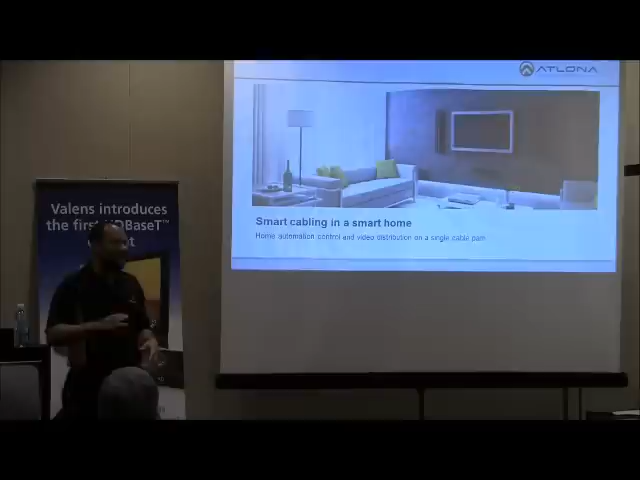 ATLONA
Smart cabling in a smart home
Home automation control and video distribution on a single cable path
Valens introduces
the first HDBaseT™